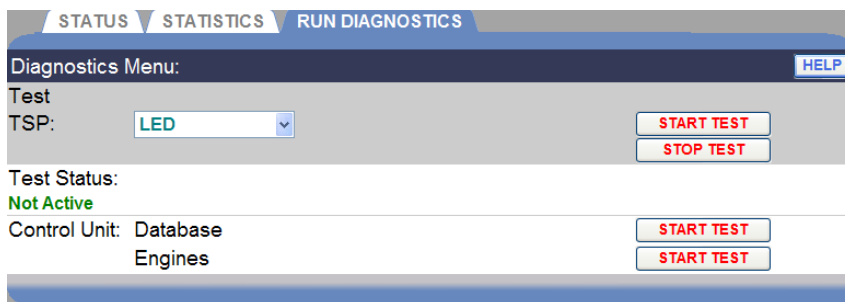 STATUS STATISTICS RUN DIAGNOSTICS
Diagnostics Menu: HELP
Test
TSP: LED START TEST
STOP TEST
Test Status:
Not Active
Control Unit: Database START TEST
Engines START TEST